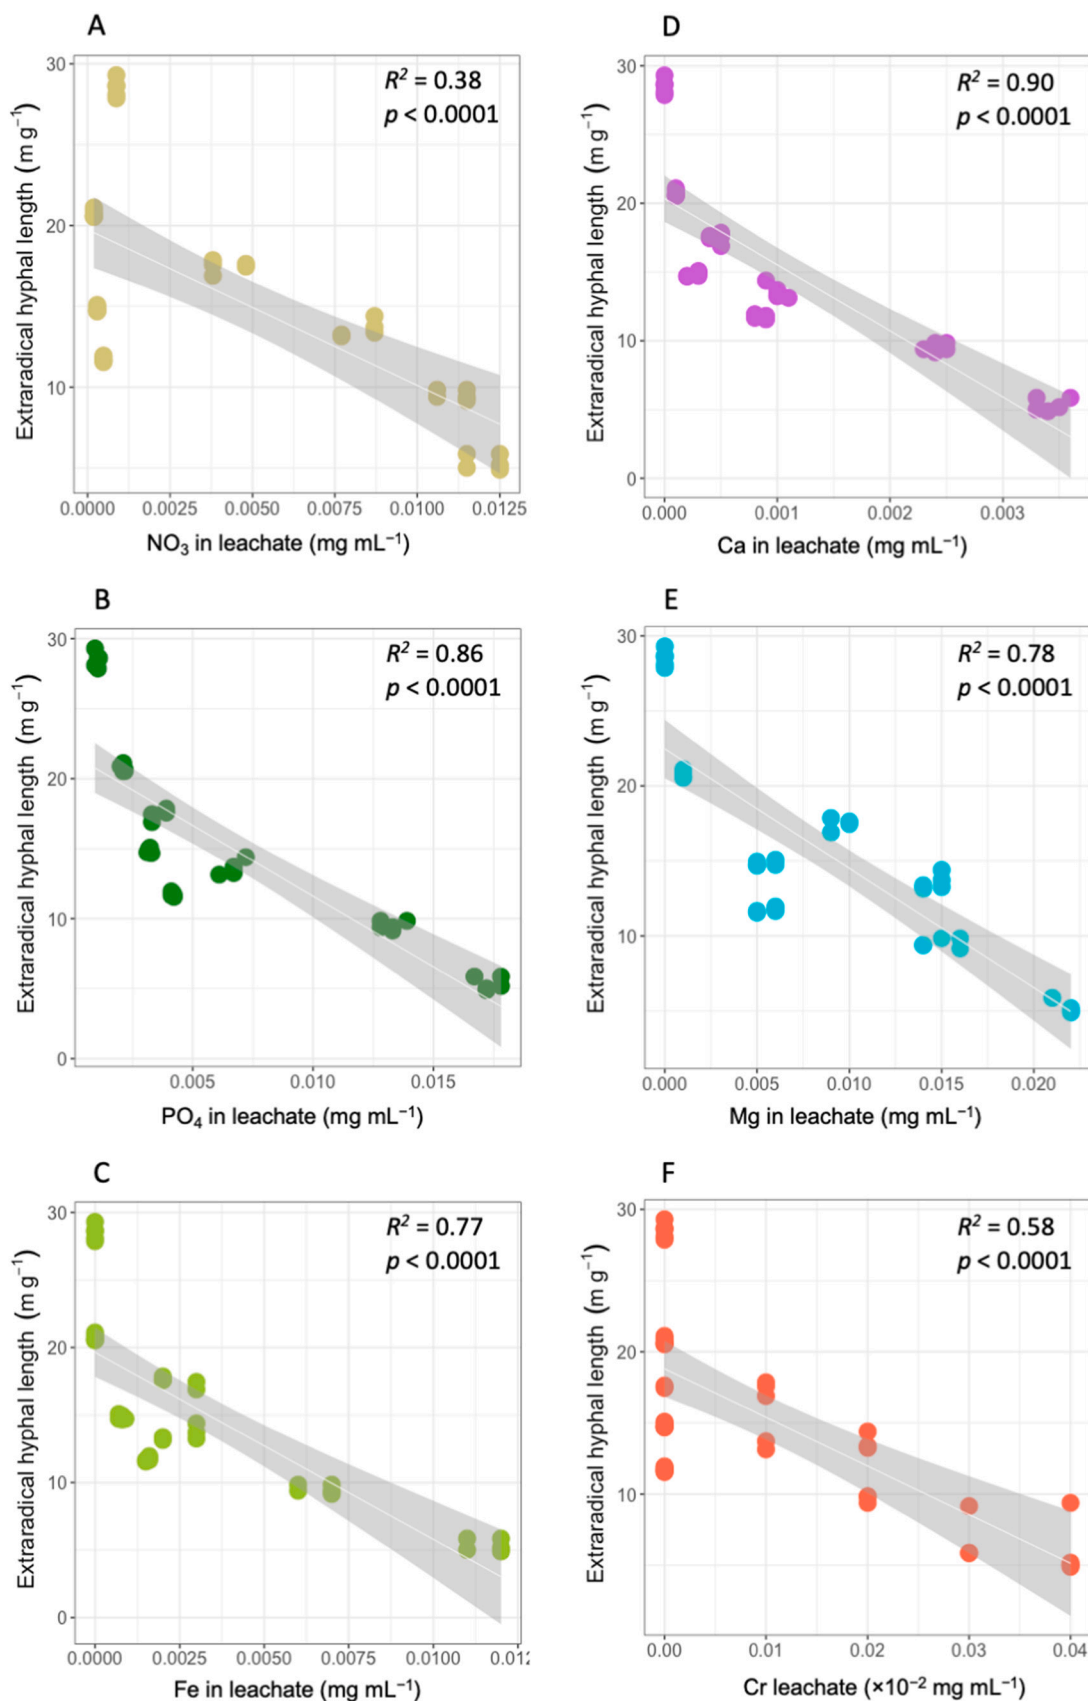 A
Extraradical hyphal length (m g⁻¹)
30
20
10
R² = 0.38
p < 0.0001
0.0000 0.0025 0.0050 0.0075 0.0100 0.0125
NO₃ in leachate (mg mL⁻¹)
D
Extraradical hyphal length (m g⁻¹)
30
20
10
0
R² = 0.90
p < 0.0001
0.000 0.001 0.002 0.003
Ca in leachate (mg mL⁻¹)
B
Extraradical hyphal length (m g⁻¹)
30
20
10
0
R² = 0.86
p < 0.0001
0.005 0.010 0.015
PO₄ in leachate (mg mL⁻¹)
E
Extraradical hyphal length (m g⁻¹)
30
20
10
R² = 0.78
p < 0.0001
0.000 0.005 0.010 0.015 0.020
Mg in leachate (mg mL⁻¹)
C
Extraradical hyphal length (m g⁻¹)
30
20
10
0
R² = 0.77
p < 0.0001
0.0000 0.0025 0.0050 0.0075 0.0100
Fe in leachate (mg mL⁻¹)
F
Extraradical hyphal length (m g⁻¹)
30
20
10
R² = 0.58
p < 0.0001
0.00 0.01 0.02 0.03 0.04
Cr leachate (×10⁻² mg mL⁻¹)